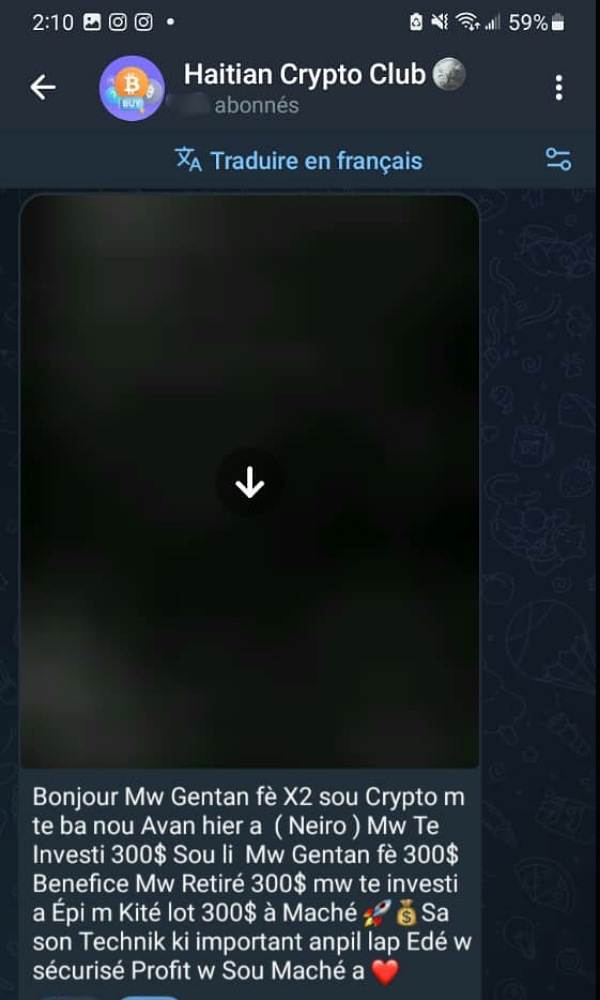 2:10 59%
Haitian Crypto Club
abonnés
Traduire en français
BUY
Bonjour Mw Gentan fè X2 sou Crypto m
te ba nou Avan hier a ( Neiro ) Mw Te
Investi 300$ Sou li Mw Gentan fè 300$
Benefice Mw Retiré 300$ mw te investi
a Épi m Kité lot 300$ à Maché 🚀💰Sa
son Technik ki important anpil lap Edé w
sécurisé Profit w Sou Maché a ❤️